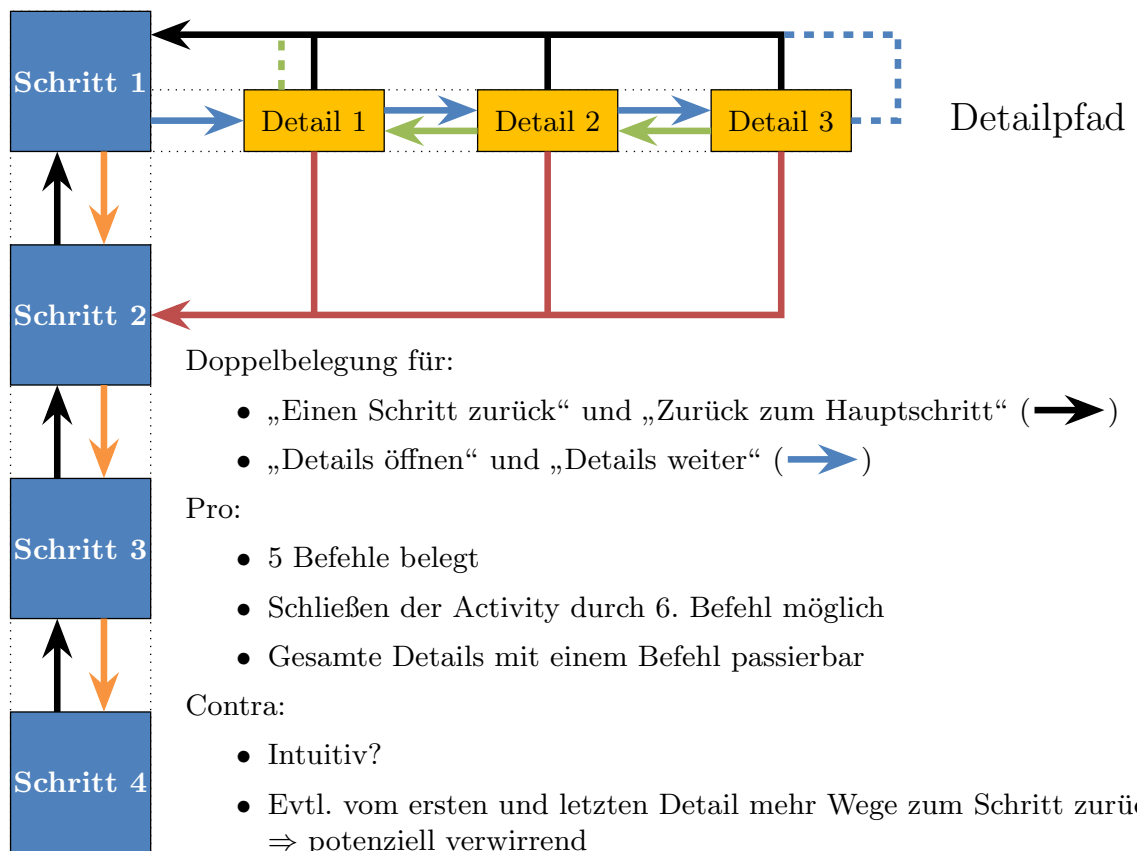 Schritt 1
Detail 1
Detail 2
Detail 3
Detailpfad
Schritt 2
Doppelbelegung für:
• „Einen Schritt zurück“ und „Zurück zum Hauptschritt“ ( )
• „Details öffnen“ und „Details weiter“ ( )
Schritt 3
Pro:
• 5 Befehle belegt
• Schließen der Activity durch 6. Befehl möglich
• Gesamte Details mit einem Befehl passierbar
Schritt 4
Contra:
• Intuitiv?
• Evtl. vom ersten und letzten Detail mehr Wege zum Schritt zurüc
⇒ potenziell verwirrend